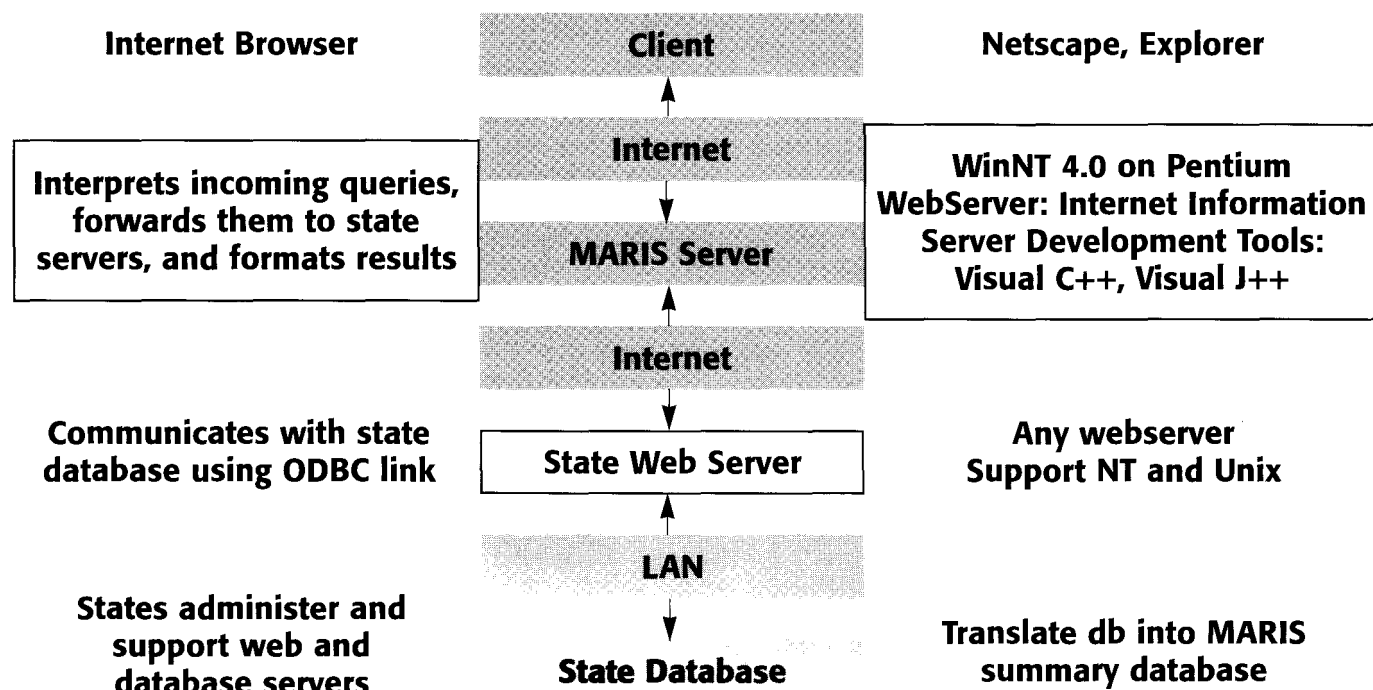 Internet Browser
Client
Netscape, Explorer
Internet
Interprets incoming queries,
forwards them to state
servers, and formats results
MARIS Server
WinNT 4.0 on Pentium
WebServer: Internet Information
Server Development Tools:
Visual C++, Visual J++
Internet
Communicates with state
database using ODBC link
State Web Server
Any webserver
Support NT and Unix
LAN
States administer and
support web and
database servers
State Database
Translate db into MARIS
summary database